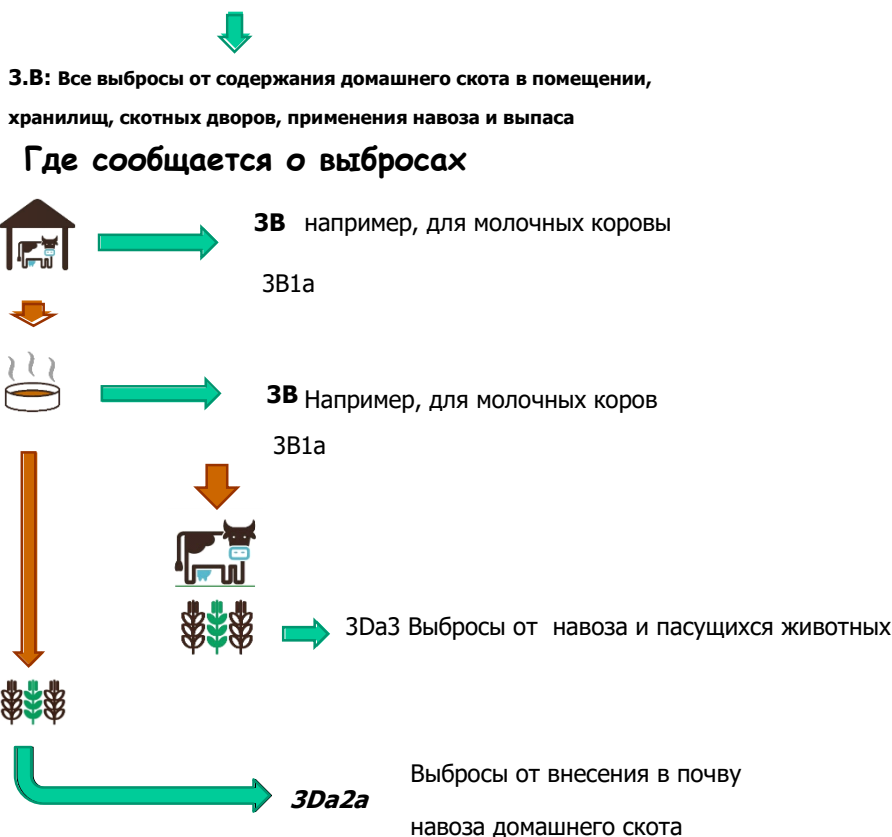 3.B: Все выбросы от содержания домашнего скота в помещении,
хранилищ, скотных дворов, применения навоза и выпаса
Где сообщается о выбросах
3B например, для молочных коровы
3B1a
3B Например, для молочных коров
3B1a
3Da3 Выбросы от навоза и пасущихся животных
3Da2a
Выбросы от внесения в почву
навоза домашнего скота